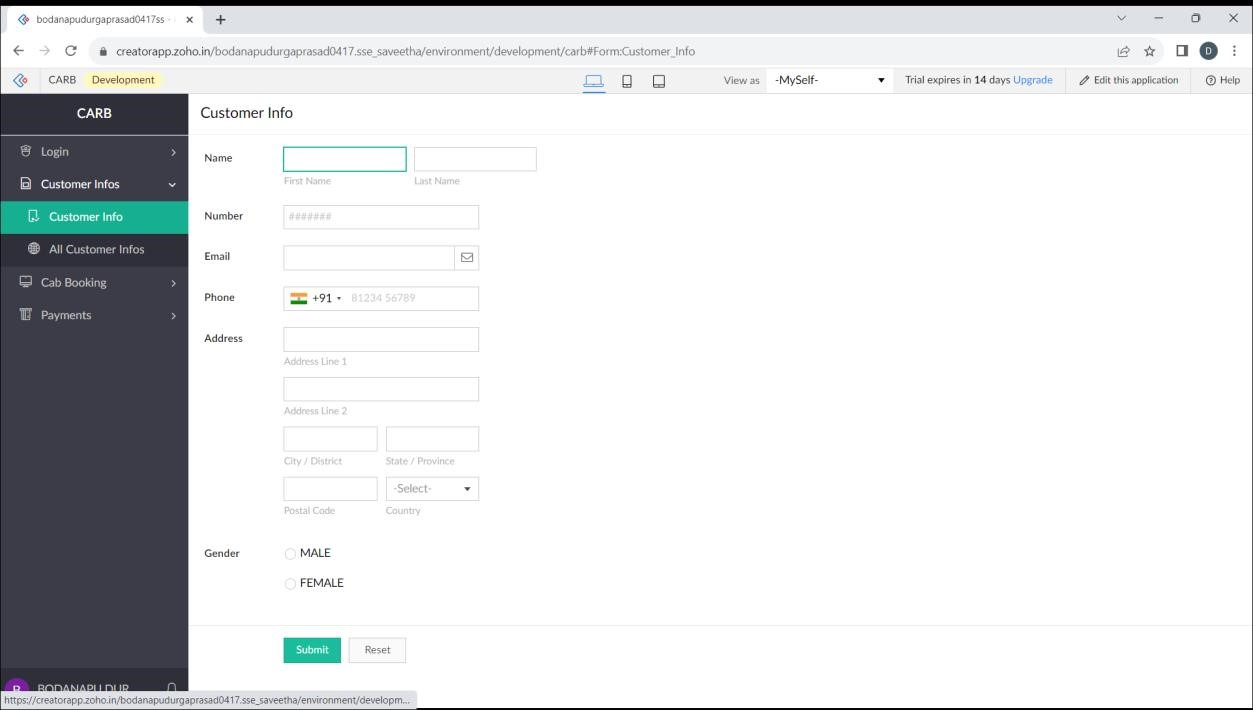 bodanapudurgaprasad0417ss -
creatorapp.zoho.in/bodanapudurgaprasad0417.sse_saveetha/environment/development/carb#Form:Customer_Info
D
CARB Development View as -MySelf- Trial expires in 14 days Upgrade Edit this application Help
CARB
Customer Info
Login
Customer Infos
Customer Info
All Customer Infos
Cab Booking
Payments
Name
First Name Last Name
Number #######
Email
Phone +91 81234 56789
Address
Address Line 1
Address Line 2
City / District State / Province
-Select-
Postal Code Country
Gender MALE
FEMALE
Submit Reset
B BODANAPU DUR
https://creatorapp.zoho.in/bodanapudurgaprasad0417.sse_saveetha/environment/developm...